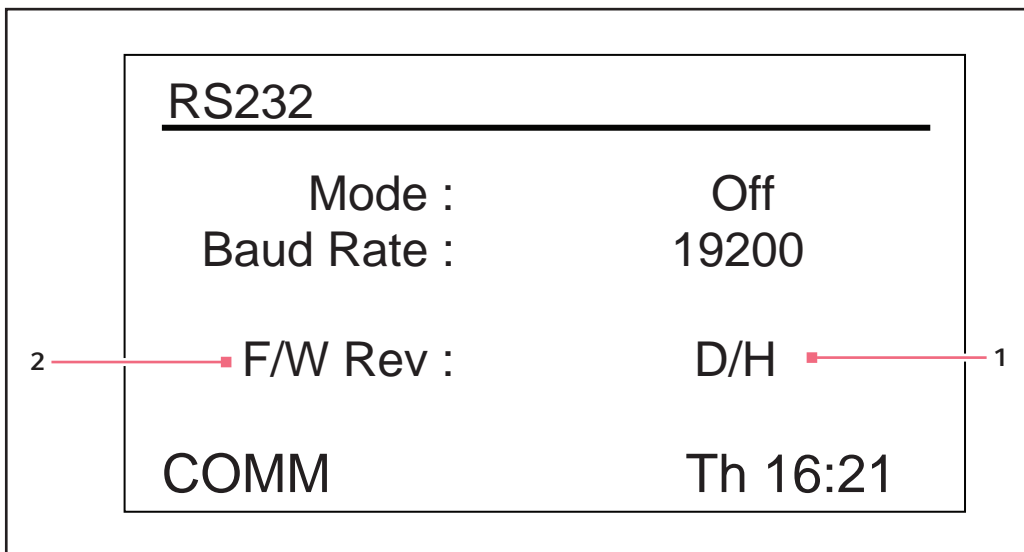 RS232
Mode : Off
Baud Rate : 19200
2 F/W Rev : D/H 1
COMM Th 16:21